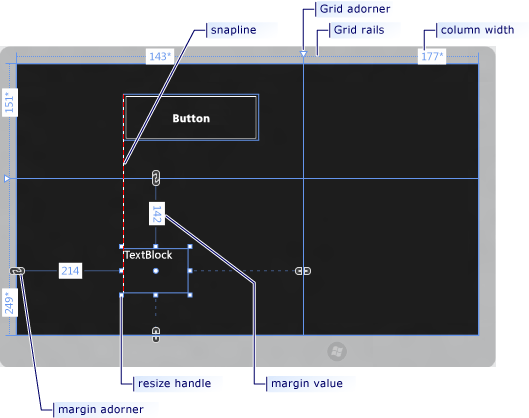 Grid adorner
snapline
Grid rails
column width
143*
177*
151*
Button
142
TextBlock
214
249*
resize handle
margin value
margin adorner